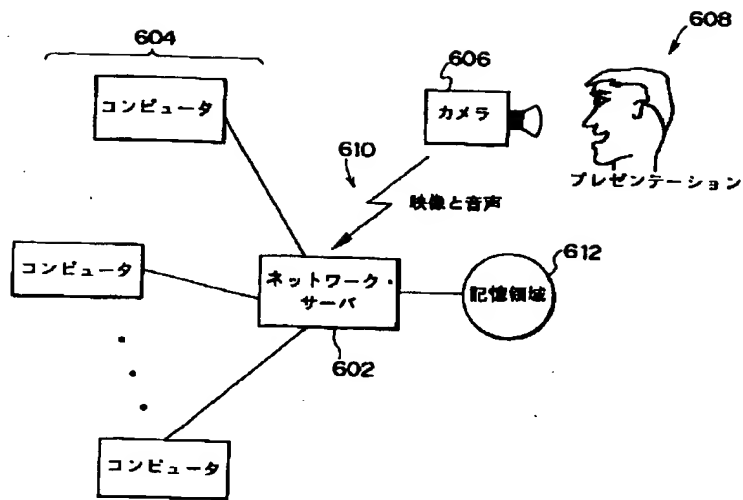 604
608
606
コンピュータ
カメラ
610
プレゼンテーション
映像と音声
コンピュータ
ネットワーク・
サーバ
612
記憶領域
602
コンピュータ